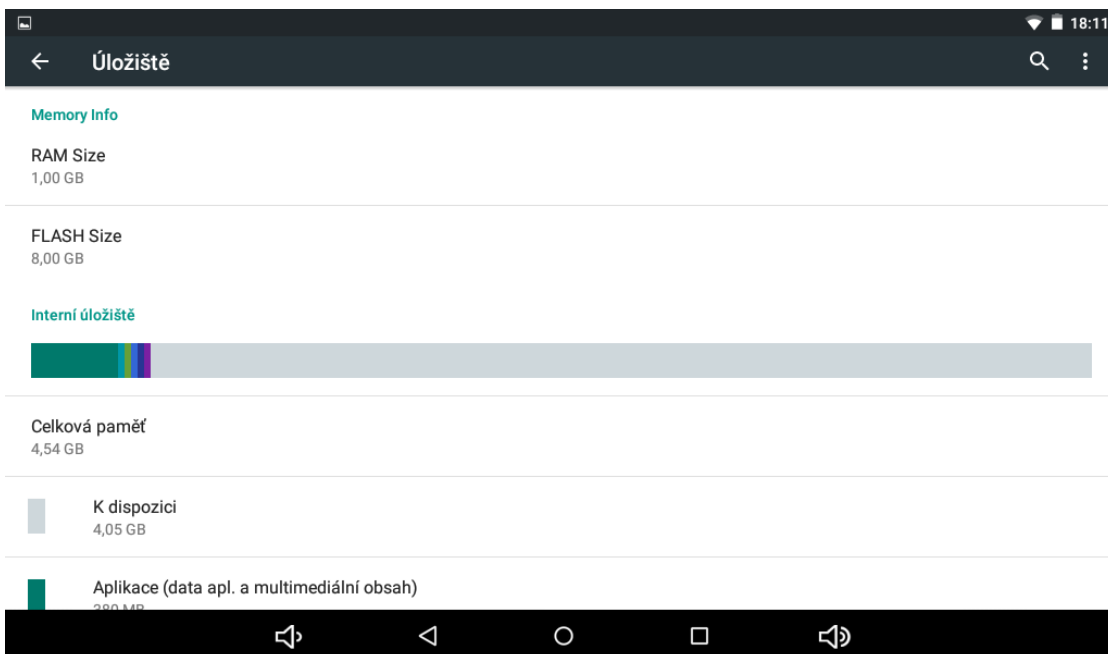 18:11
Úložiště
Memory Info
RAM Size
1,00 GB
FLASH Size
8,00 GB
Interní úložiště
Celková paměť
4,54 GB
K dispozici
4,05 GB
Aplikace (data apl. a multimediální obsah)